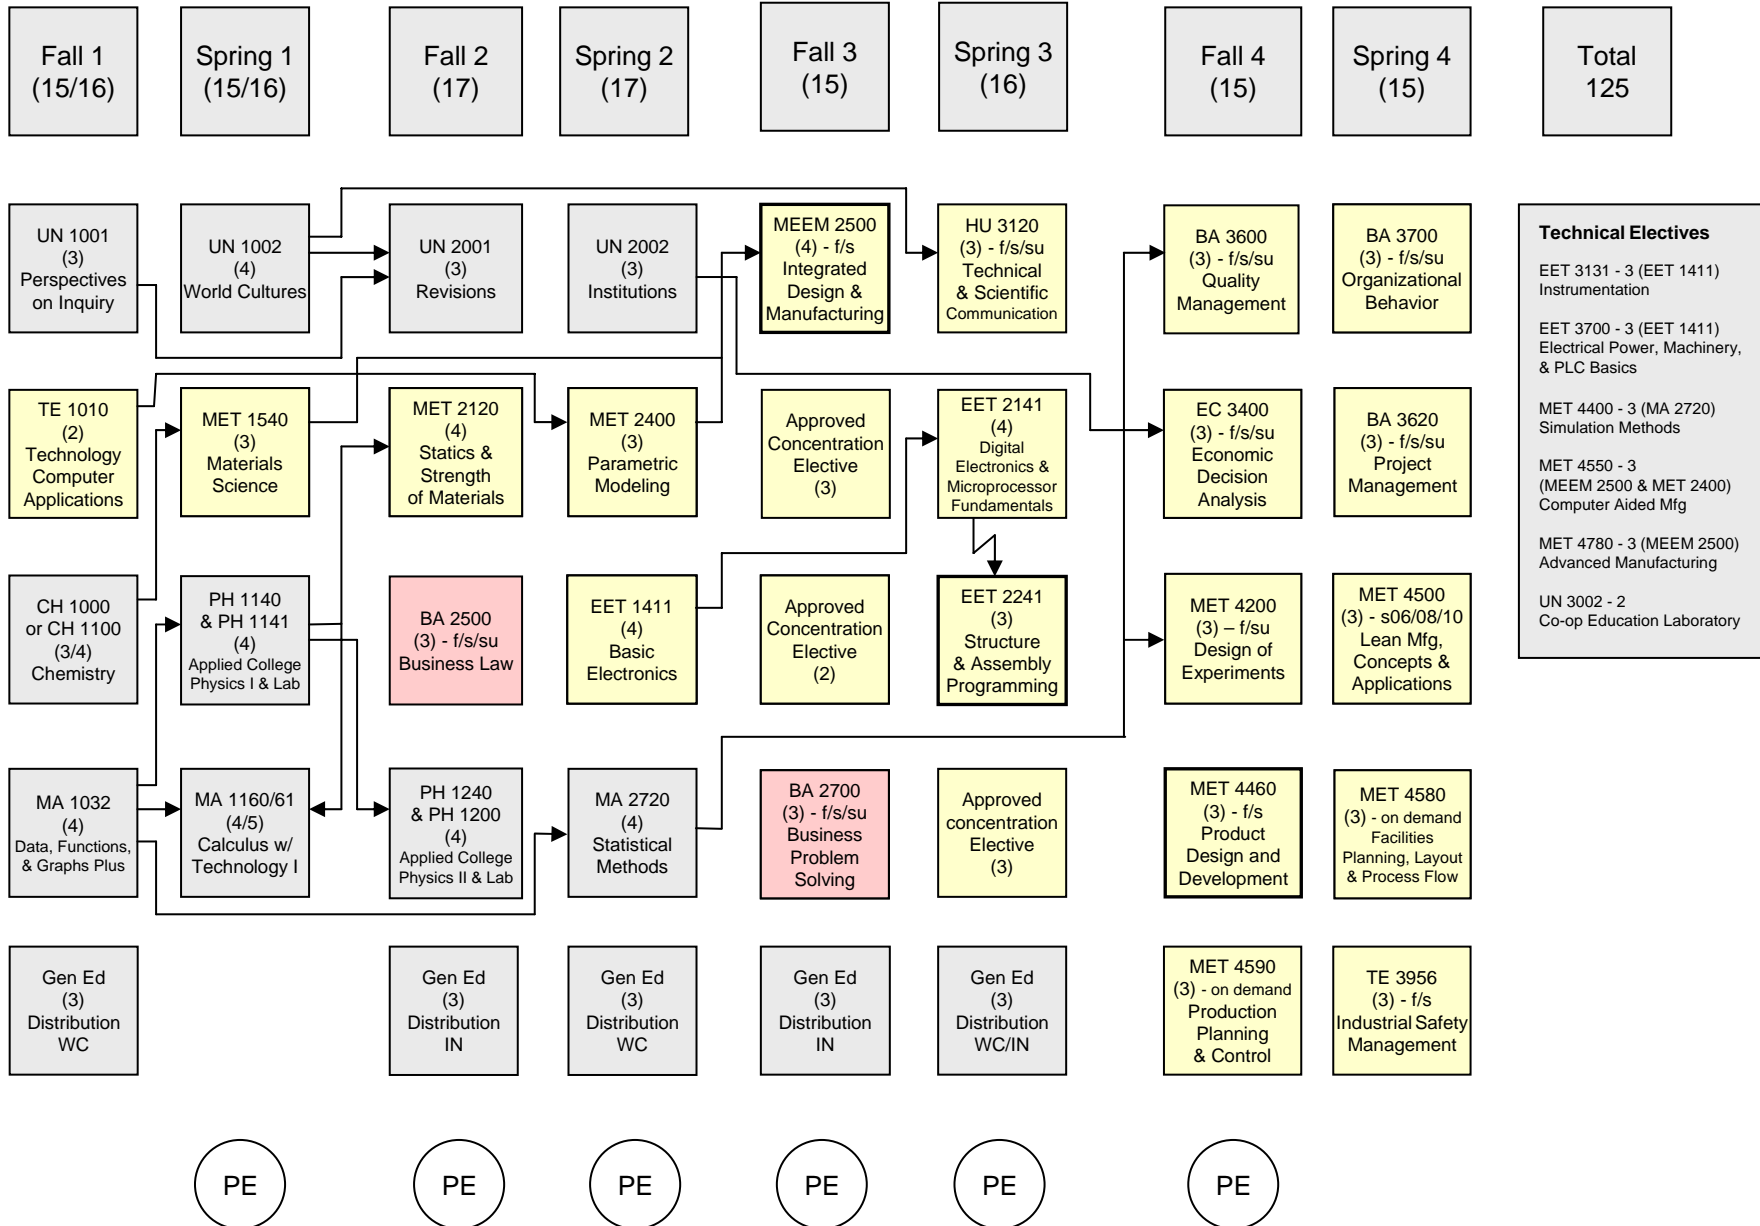 Fall 1
(15/16)
Spring 1
(15/16)
Fall 2
(17)
Spring 2
(17)
Fall 3
(15)
Spring 3
(16)
Fall 4
(15)
Spring 4
(15)
Total
125
UN 1001
(3)
Perspectives
on Inquiry
UN 1002
(4)
World Cultures
UN 2001
(3)
Revisions
UN 2002
(3)
Institutions
MEEM 2500
(4) - f/s
Integrated
Design &
Manufacturing
HU 3120
(3) - f/s/su
Technical
& Scientific
Communication
BA 3600
(3) - f/s/su
Quality
Management
BA 3700
(3) - f/s/su
Organizational
Behavior
TE 1010
(2)
Technology
Computer
Applications
MET 1540
(3)
Materials
Science
MET 2120
(4)
Statics &
Strength
of Materials
MET 2400
(3)
Parametric
Modeling
Approved
Concentration
Elective
(3)
EET 2141
(4)
Digital
Electronics &
Microprocessor
Fundamentals
EC 3400
(3) - f/s/su
Economic
Decision
Analysis
BA 3620
(3) - f/s/su
Project
Management
CH 1000
or CH 1100
(3/4)
Chemistry
PH 1140
& PH 1141
(4)
Applied College
Physics I & Lab
BA 2500
(3) - f/s/su
Business Law
EET 1411
(4)
Basic
Electronics
Approved
Concentration
Elective
(2)
EET 2241
(3)
Structure
& Assembly
Programming
MET 4200
(3) – f/su
Design of
Experiments
MET 4500
(3) - s06/08/10
Lean Mfg,
Concepts &
Applications
MA 1032
(4)
Data, Functions,
& Graphs Plus
MA 1160/61
(4/5)
Calculus w/
Technology I
PH 1240
& PH 1200
(4)
Applied College
Physics II & Lab
MA 2720
(4)
Statistical
Methods
BA 2700
(3) - f/s/su
Business
Problem
Solving
Approved
concentration
Elective
(3)
MET 4460
(3) - f/s
Product
Design and
Development
MET 4580
(3) - on demand
Facilities
Planning, Layout
& Process Flow
Gen Ed
(3)
Distribution
WC
Gen Ed
(3)
Distribution
IN
Gen Ed
(3)
Distribution
WC
Gen Ed
(3)
Distribution
IN
Gen Ed
(3)
Distribution
WC/IN
MET 4590
(3) - on demand
Production
Planning
& Control
TE 3956
(3) - f/s
Industrial Safety
Management
PE
PE
PE
PE
PE
PE
Technical Electives
EET 3131 - 3 (EET 1411)
Instrumentation
EET 3700 - 3 (EET 1411)
Electrical Power, Machinery,
& PLC Basics
MET 4400 - 3 (MA 2720)
Simulation Methods
MET 4550 - 3
(MEEM 2500 & MET 2400)
Computer Aided Mfg
MET 4780 - 3 (MEEM 2500)
Advanced Manufacturing
UN 3002 - 2
Co-op Education Laboratory